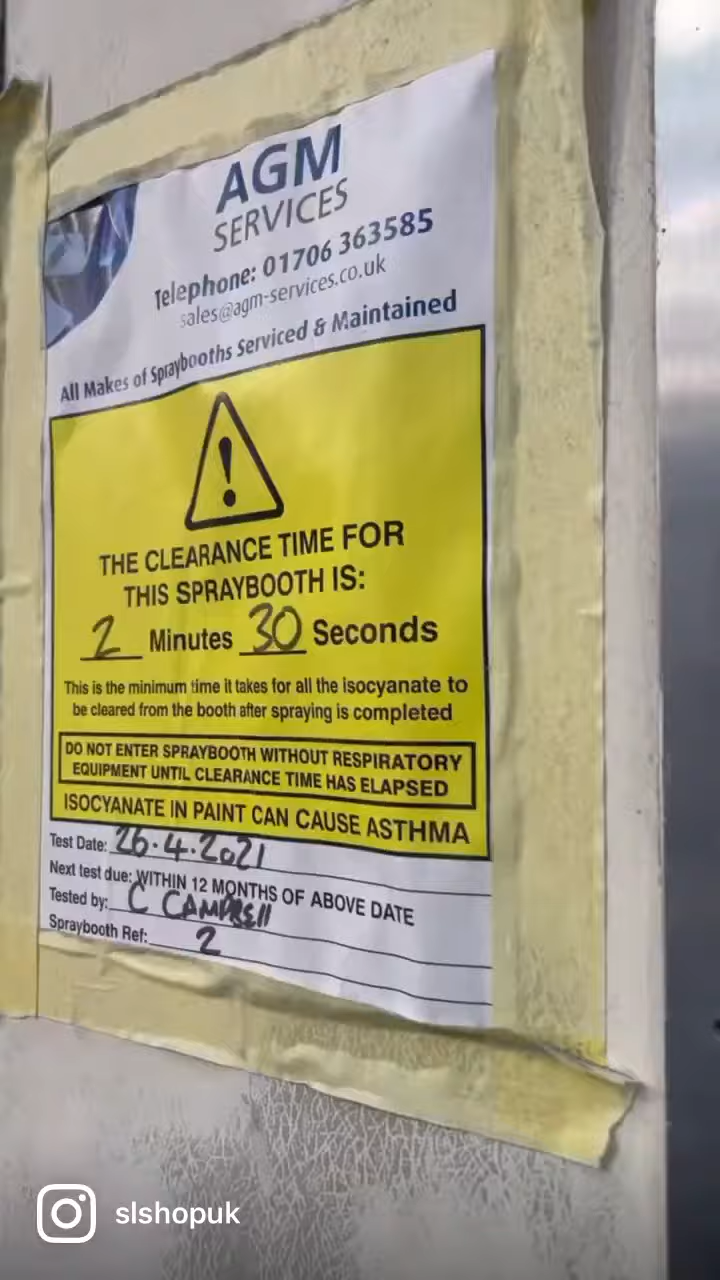 AGM
SERVICES
Telephone: 01706 363585
sales@agm-services.co.uk
All Makes of Spraybooths Serviced & Maintained
THE CLEARANCE TIME FOR
THIS SPRAYBOOTH IS:
2 Minutes 30 Seconds
This is the minimum time it takes for all the isocyanate to
be cleared from the booth after spraying is completed
DO NOT ENTER SPRAYBOOTH WITHOUT RESPIRATORY
EQUIPMENT UNTIL CLEARANCE TIME HAS ELAPSED
ISOCYANATE IN PAINT CAN CAUSE ASTHMA
Test Date: 26.4.2021
Next test due: WITHIN 12 MONTHS OF ABOVE DATE
Tested by: C CAMPBEll
Spraybooth Ref: 2
slshopuk